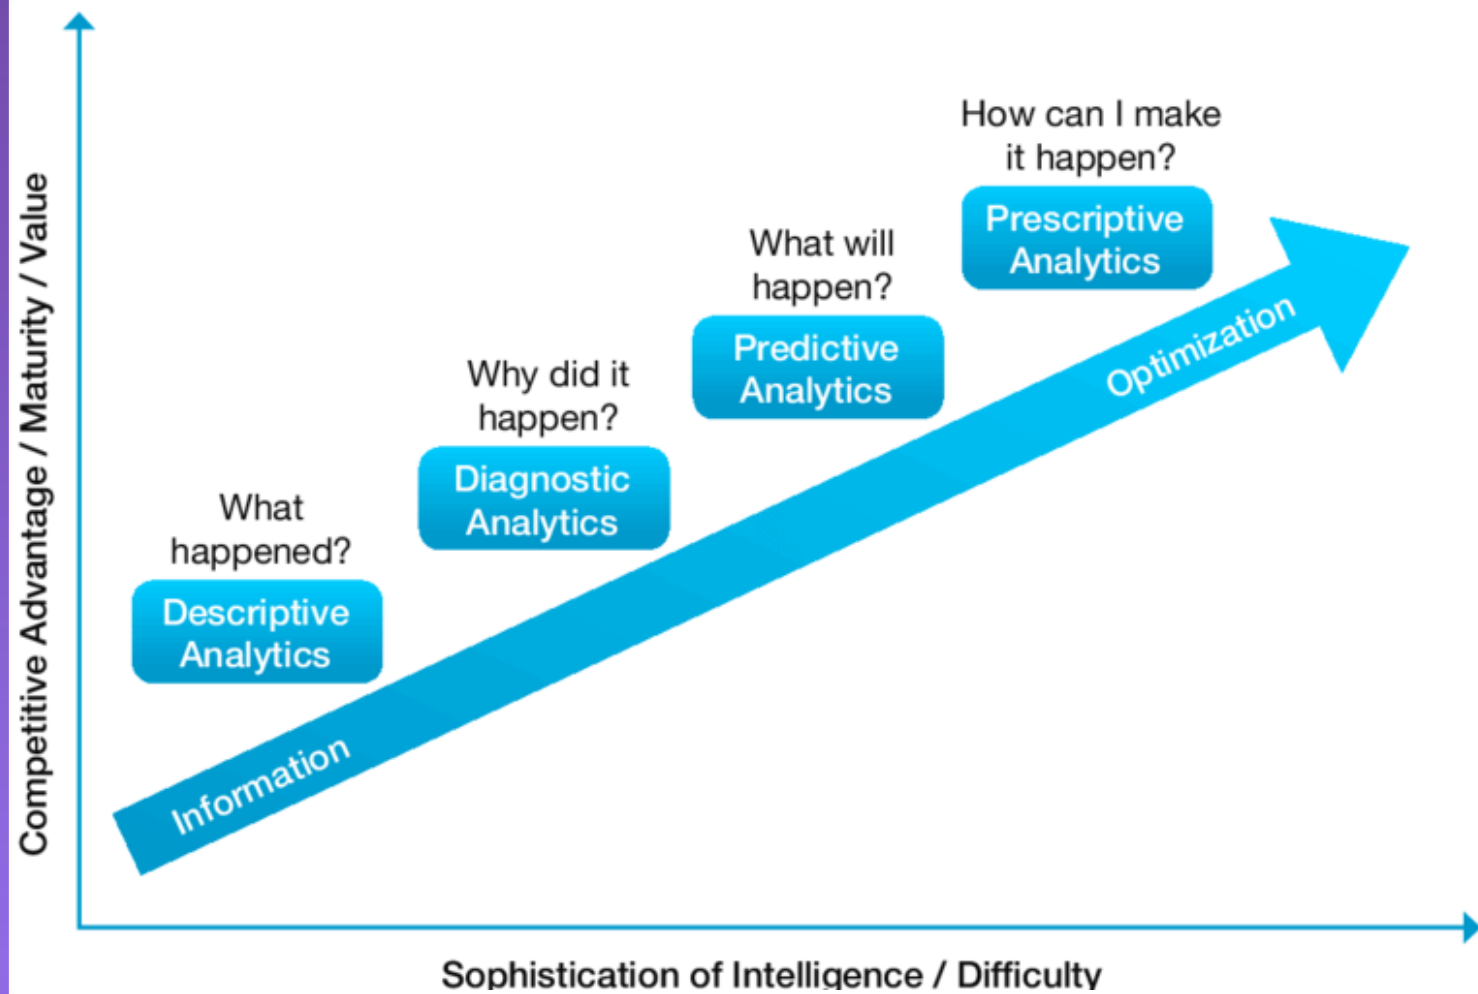 Competitive Advantage / Maturity / Value
How can I make
it happen?
Prescriptive
Analytics
What will
happen?
Predictive
Analytics
Why did it
happen?
Diagnostic
Analytics
What
happened?
Descriptive
Analytics
Information
Optimization
Sophistication of Intelligence / Difficulty